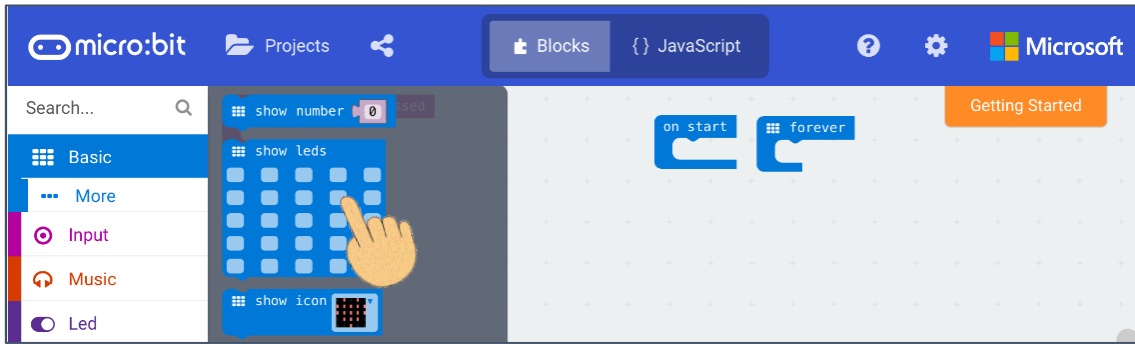 micro:bit
Projects
Blocks
{} JavaScript
?
Microsoft
Search...
Basic
More
Input
Music
Led
show number 0
ssed
show leds
show icon
on start
forever
Getting Started